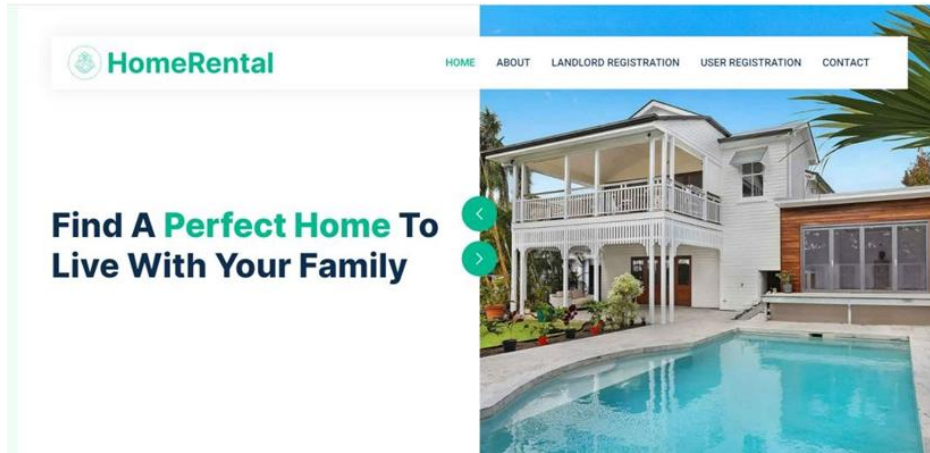 HomeRental
HOME ABOUT LANDLORD REGISTRATION USER REGISTRATION CONTACT
Find A Perfect Home To
Live With Your Family